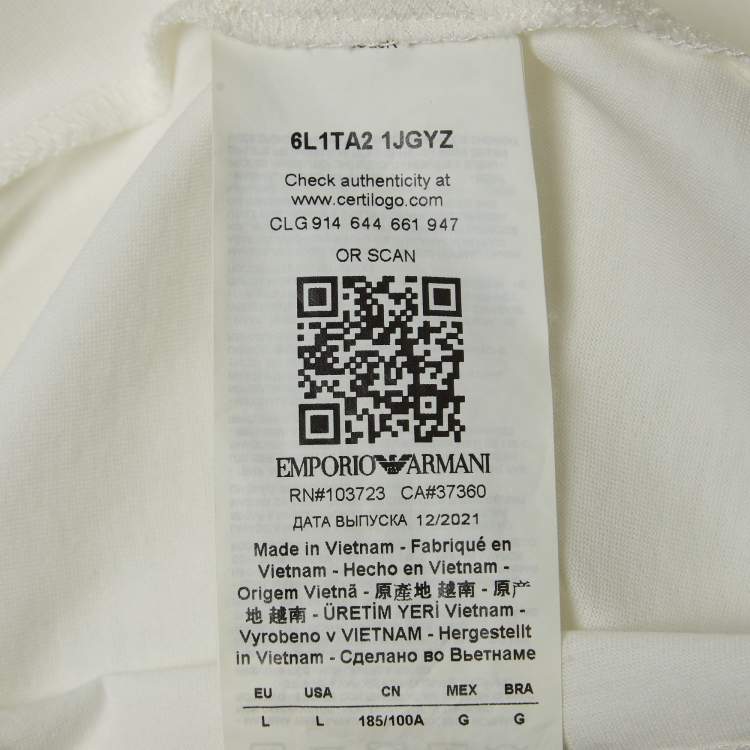 6L1TA2 1JGYZ
Check authenticity at
www.certilogo.com
CLG 914 644 661 947
OR SCAN
EMPORIO ARMANI
RN#103723 CA#37360
ДАТА ВЫПУСКА 12/2021
Made in Vietnam - Fabriqué en
Vietnam - Hecho en Vietnam -
Origem Vietnã - 原產地 越南 - 原产
地 越南 - ÜRETİM YERİ Vietnam -
Vyrobeno v VIETNAM - Hergestellt
in Vietnam - Сделано во Вьетнаме
EU USA CN MEX BRA
L L 185/100A G G